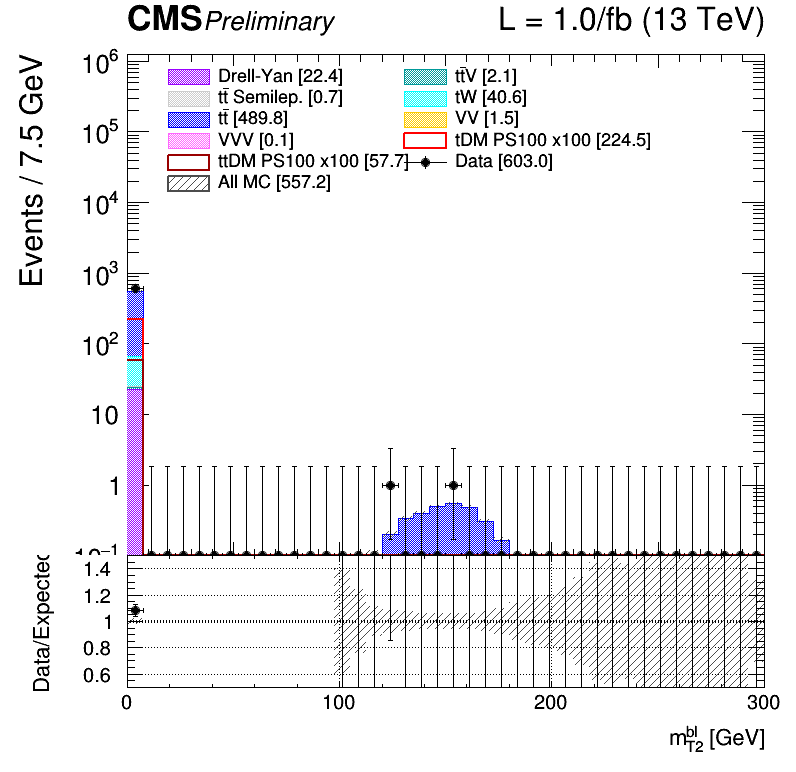 CMS Preliminary L = 1.0/fb (13 TeV)
Events / 7.5 GeV
10⁶
10⁵
10⁴
10³
10²
10
1
10⁻¹
Drell-Yan [22.4]
tt̄ Semilep. [0.7]
tt̄ [489.8]
VVV [0.1]
ttDM PS100 x100 [57.7]
All MC [557.2]
tt̄V [2.1]
tW [40.6]
VV [1.5]
tDM PS100 x100 [224.5]
Data [603.0]
Data/Expected
1.4
1.2
1
0.8
0.6
0 100 200 300
m_T2^bl [GeV]